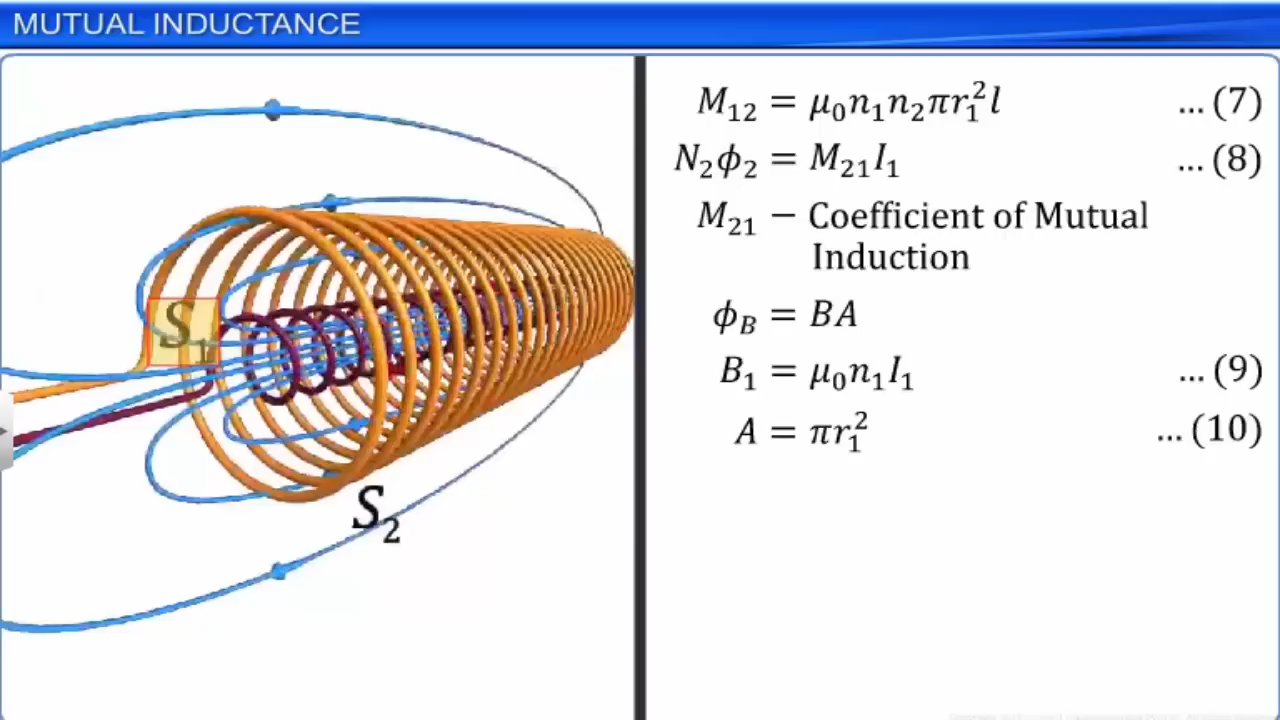 MUTUAL INDUCTANCE
S₁
S₂
M₁₂ = μ₀n₁n₂πr₁²l ... (7)
N₂ϕ₂ = M₂₁I₁ ... (8)
M₂₁ − Coefficient of Mutual
Induction
ϕ_B = BA
B₁ = μ₀n₁I₁ ... (9)
A = πr₁² ... (10)